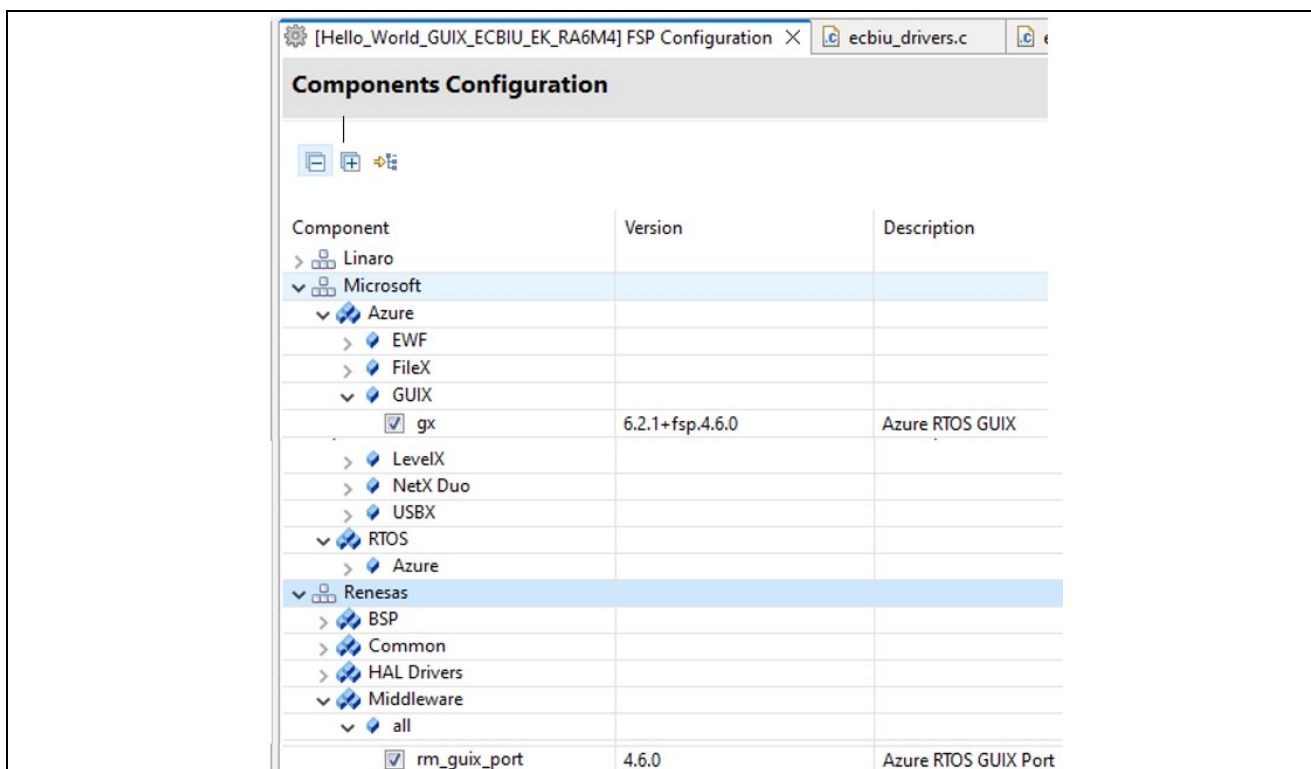 [Hello_World_GUIX_ECBIU_EK_RA6M4] FSP Configuration ecbiu_drivers.c
Components Configuration
Component Version Description
Linaro
Microsoft
Azure
EWF
FileX
GUIX
gx 6.2.1+fsp.4.6.0 Azure RTOS GUIX
LevelX
NetX Duo
USBX
RTOS
Azure
Renesas
BSP
Common
HAL Drivers
Middleware
all
rm_guix_port 4.6.0 Azure RTOS GUIX Port